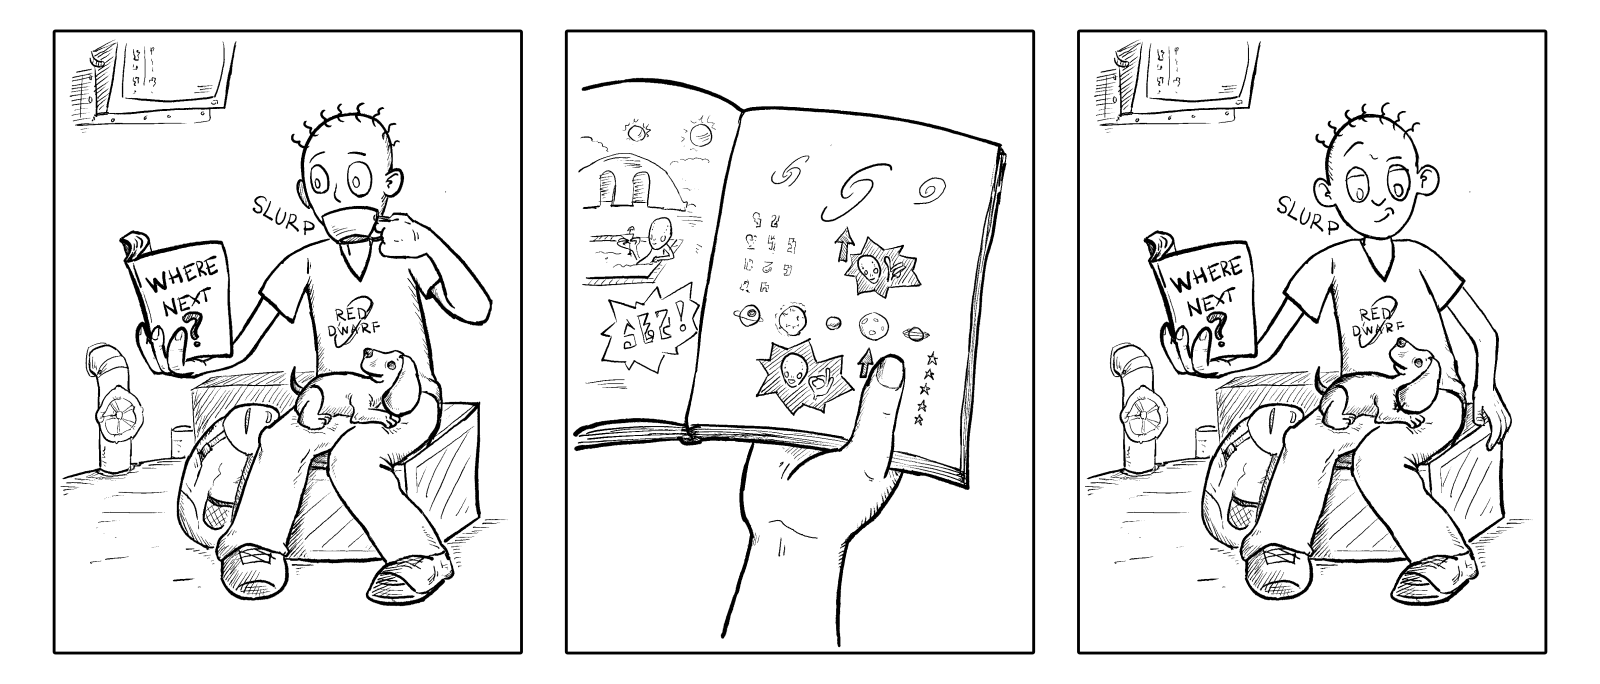 SLURP
WHERE
NEXT
?
RED
DWARF
SLURP
WHERE
NEXT
?
RED
DWARF